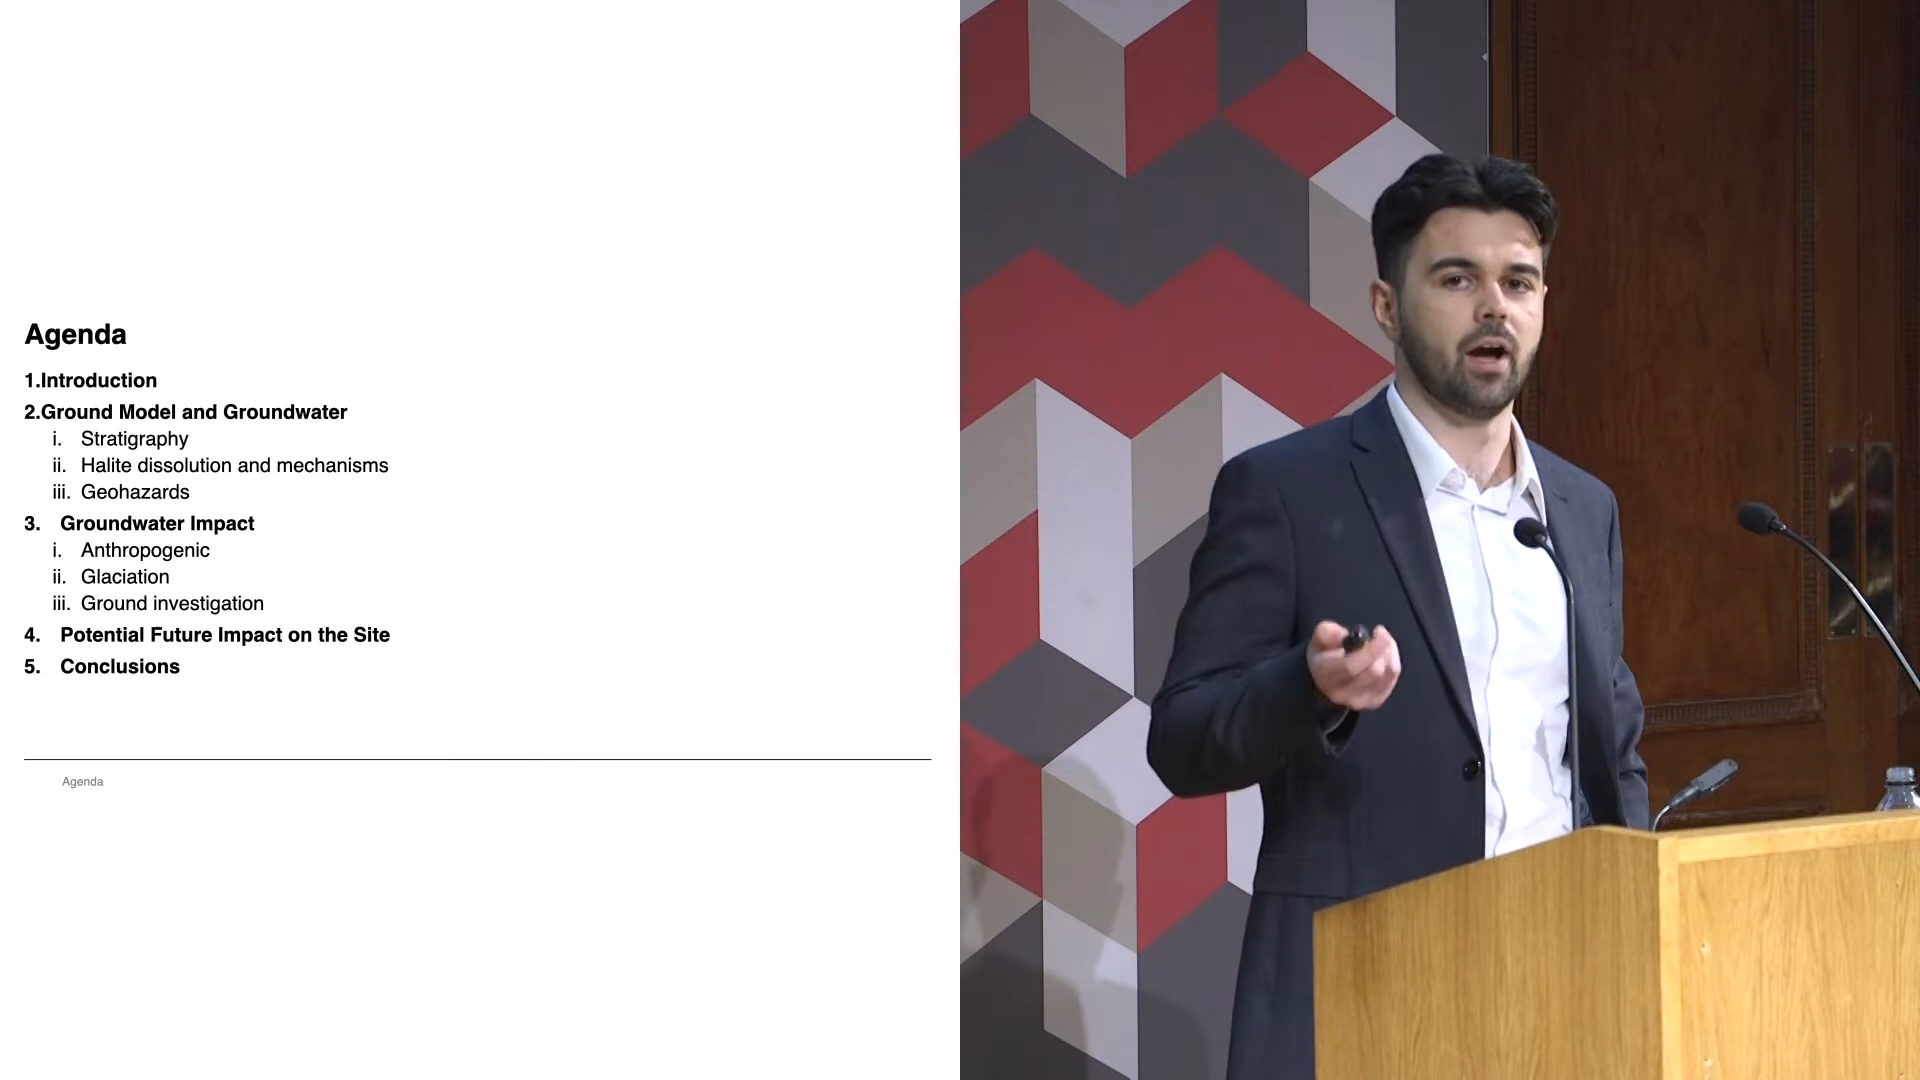 Agenda
1.Introduction
2.Ground Model and Groundwater
i. Stratigraphy
ii. Halite dissolution and mechanisms
iii. Geohazards
3. Groundwater Impact
i. Anthropogenic
ii. Glaciation
iii. Ground investigation
4. Potential Future Impact on the Site
5. Conclusions
Agenda